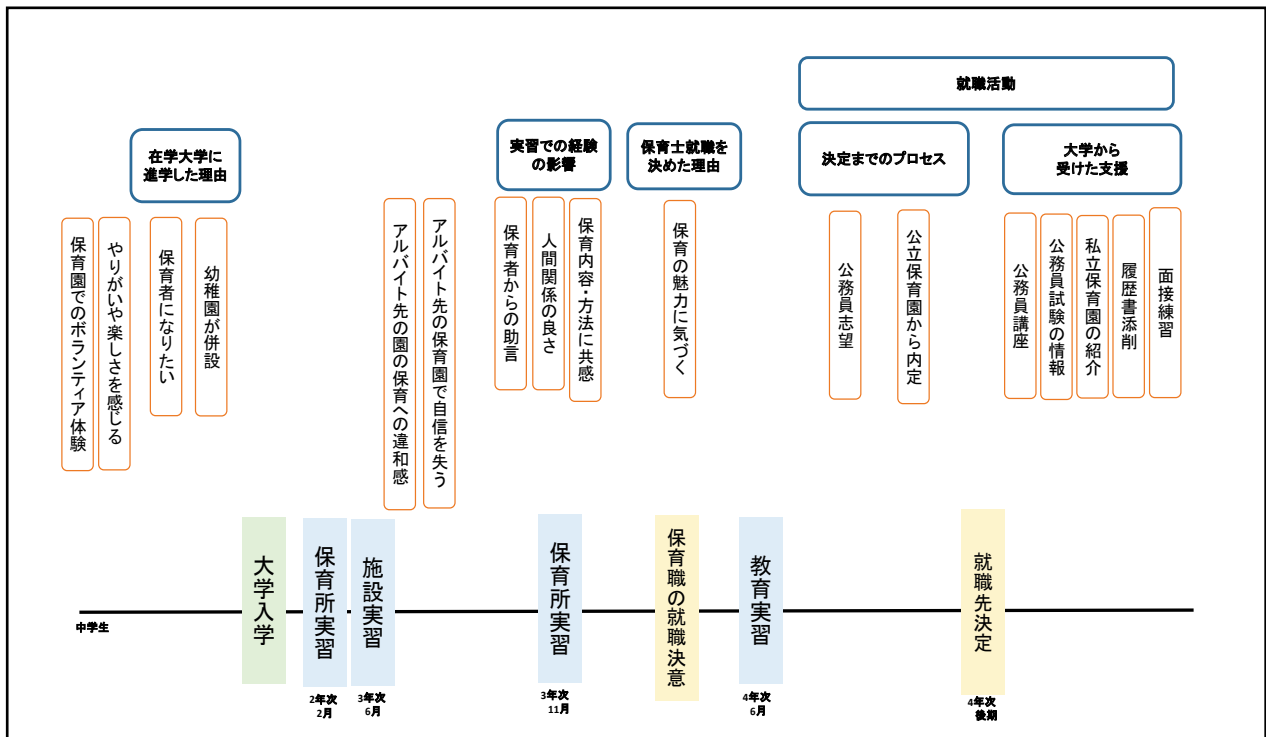 就職活動
在学大学に
進学した理由
実習での経験
の影響
保育士就職を
決めた理由
決定までのプロセス
大学から
受けた支援
保育園でのボランティア体験
やりがいや楽しさを感じる
保育者になりたい
幼稚園が併設
アルバイト先の園の保育への違和感
アルバイト先の保育園で自信を失う
保育者からの助言
人間関係の良さ
保育内容・方法に共感
保育の魅力に気づく
公務員志望
公立保育園から内定
公務員講座
公務員試験の情報
私立保育園の紹介
履歴書添削
面接練習
中学生
大学入学
保育所実習
2年次
2月
施設実習
3年次
6月
保育所実習
3年次
11月
保育職の就職決意
教育実習
4年次
6月
就職先決定
4年次
後期